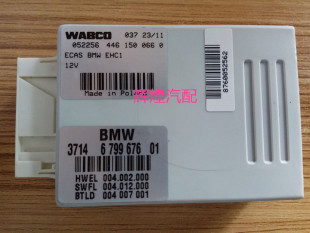 WABCO 037 23/11
052256 446 150 066 0
ECAS BMW EHC1
12V
Made in Poland
8760052562
BMW
3714 6 799 676 01
HWEL 004.002.000
SWFL 004.012.000
BTLD 004 007 001